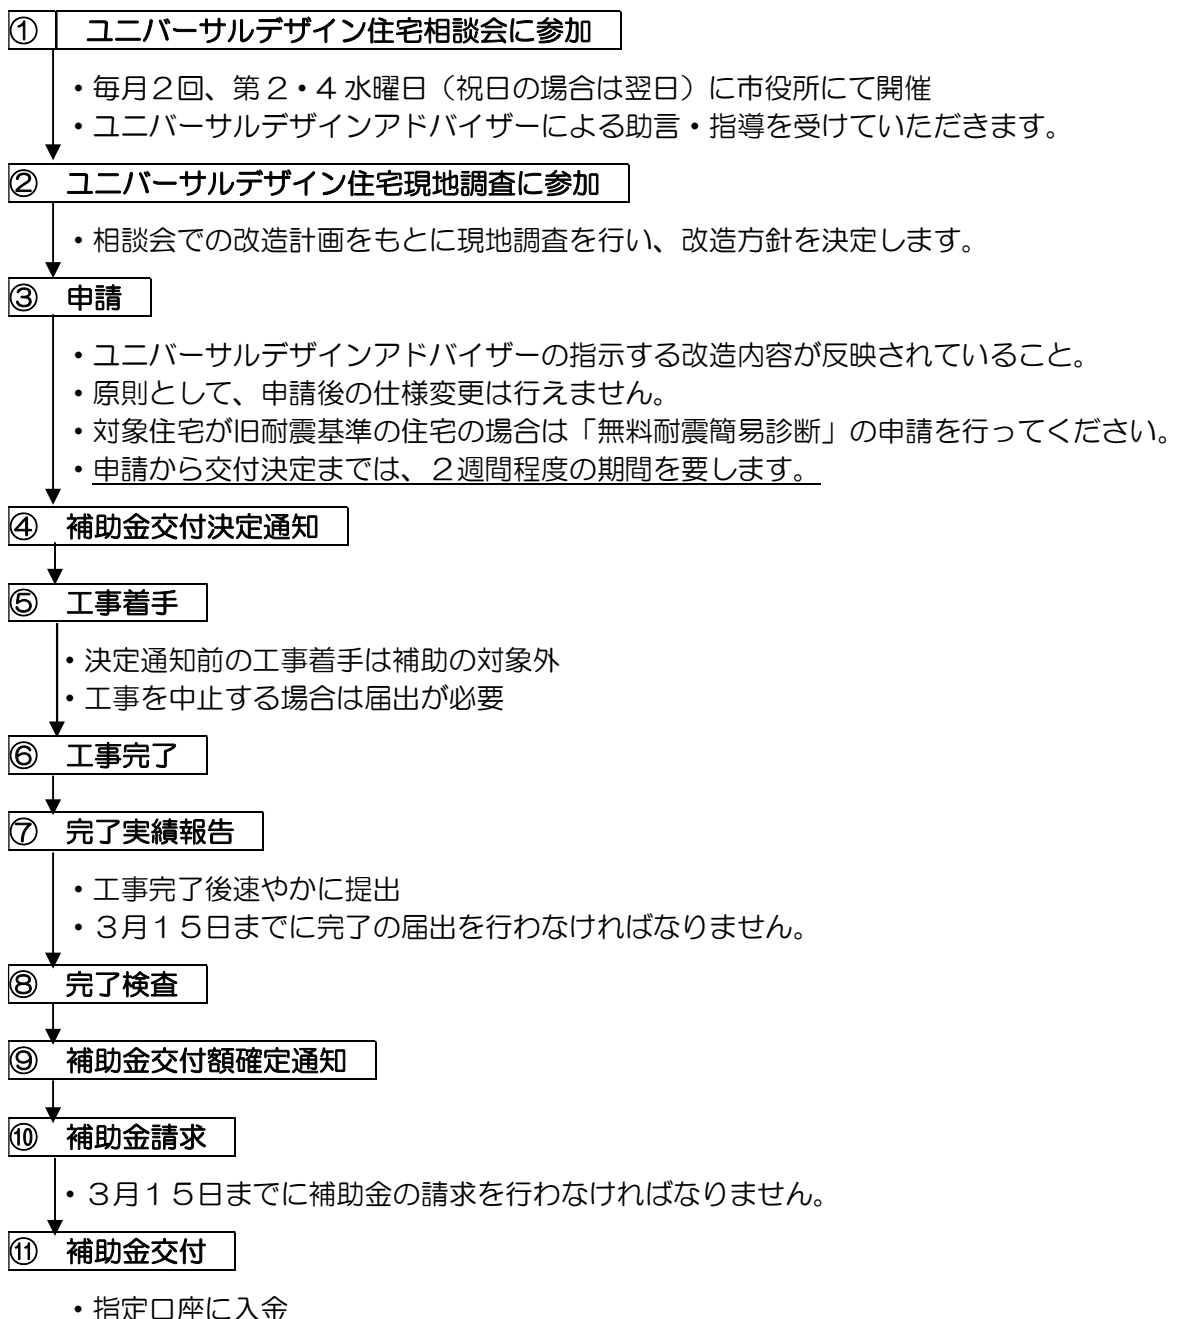 ① ユニバーサルデザイン住宅相談会に参加
・毎月２回、第２・４水曜日（祝日の場合は翌日）に市役所にて開催
・ユニバーサルデザインアドバイザーによる助言・指導を受けていただきます。
② ユニバーサルデザイン住宅現地調査に参加
・相談会での改造計画をもとに現地調査を行い、改造方針を決定します。
③ 申請
・ユニバーサルデザインアドバイザーの指示する改造内容が反映されていること。
・原則として、申請後の仕様変更は行えません。
・対象住宅が旧耐震基準の住宅の場合は「無料耐震簡易診断」の申請を行ってください。
・申請から交付決定までは、２週間程度の期間を要します。
④ 補助金交付決定通知
⑤ 工事着手
・決定通知前の工事着手は補助の対象外
・工事を中止する場合は届出が必要
⑥ 工事完了
⑦ 完了実績報告
・工事完了後速やかに提出
・３月１５日までに完了の届出を行わなければなりません。
⑧ 完了検査
⑨ 補助金交付額確定通知
⑩ 補助金請求
・３月１５日までに補助金の請求を行わなければなりません。
⑪ 補助金交付
・指定口座に入金